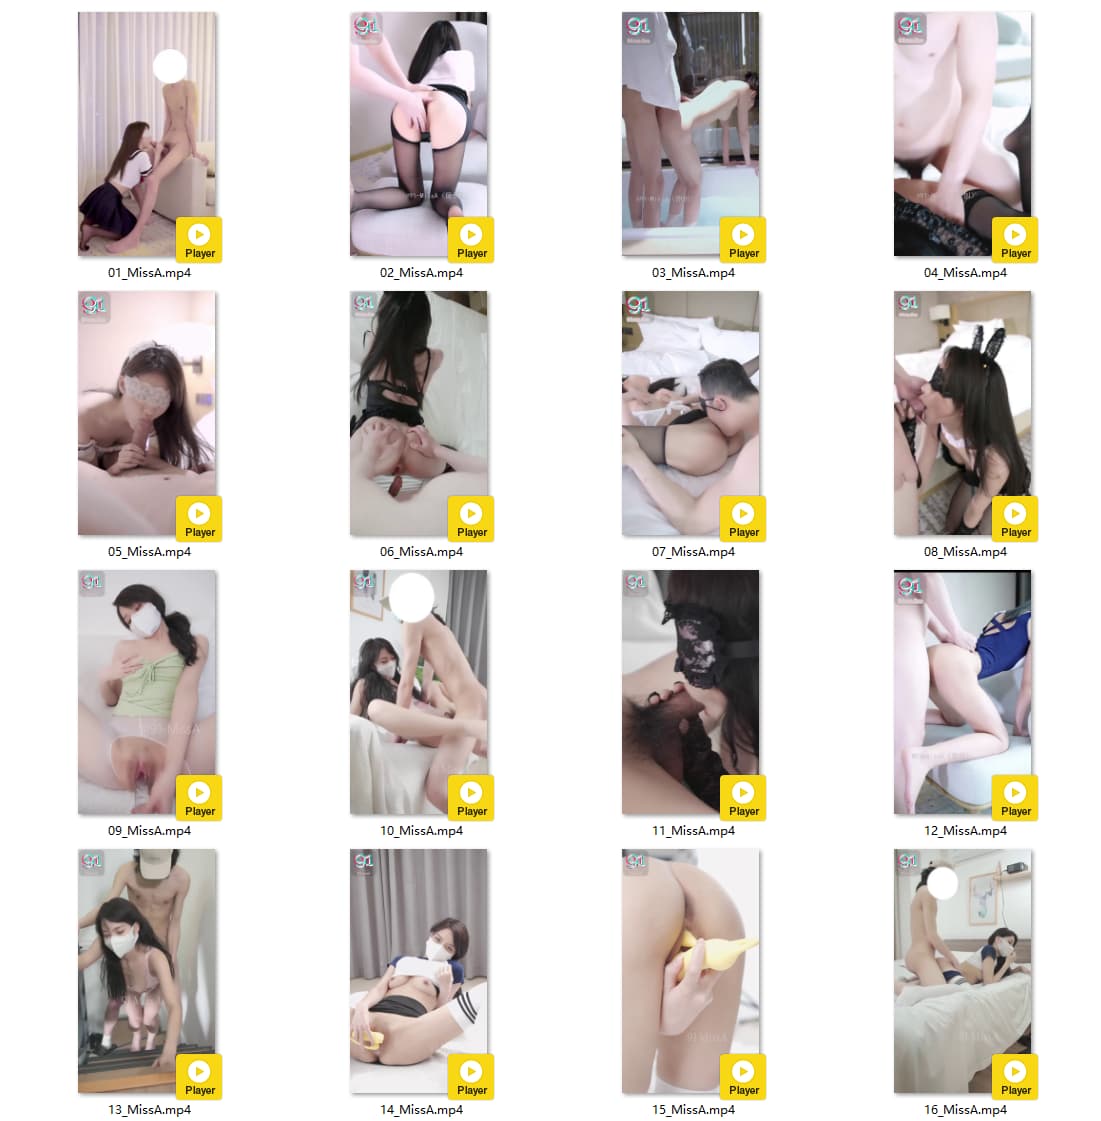 91
91
91
Player
Player
Player
Player
01_MissA.mp4
02_MissA.mp4
03_MissA.mp4
04_MissA.mp4
91
91
91
91
Player
Player
Player
Player
05_MissA.mp4
06_MissA.mp4
07_MissA.mp4
08_MissA.mp4
91
91
91
91
Player
Player
Player
Player
09_MissA.mp4
10_MissA.mp4
11_MissA.mp4
12_MissA.mp4
91
91
91
91
Player
Player
Player
Player
13_MissA.mp4
14_MissA.mp4
15_MissA.mp4
16_MissA.mp4